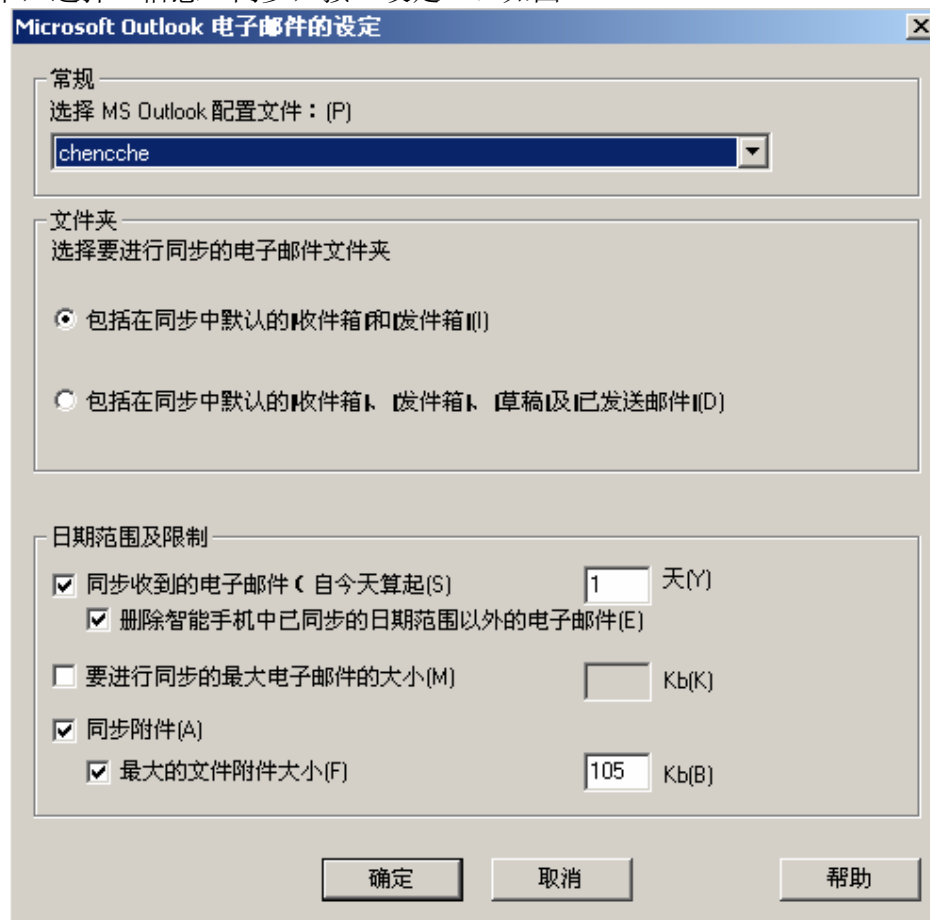 Microsoft Outlook 电子邮件的设定
常规
选择 MS Outlook 配置文件：(P)
chencche
文件夹
选择要进行同步的电子邮件文件夹
包括在同步中默认的收件箱和发件箱(I)
包括在同步中默认的收件箱、发件箱、草稿及已发送邮件(D)
日期范围及限制
同步收到的电子邮件( 自今天算起(S) 1 天(Y)
删除智能手机中已同步的日期范围以外的电子邮件(E)
要进行同步的最大电子邮件的大小(M) Kb(K)
同步附件(A)
最大的文件附件大小(F) 105 Kb(B)
确定 取消 帮助